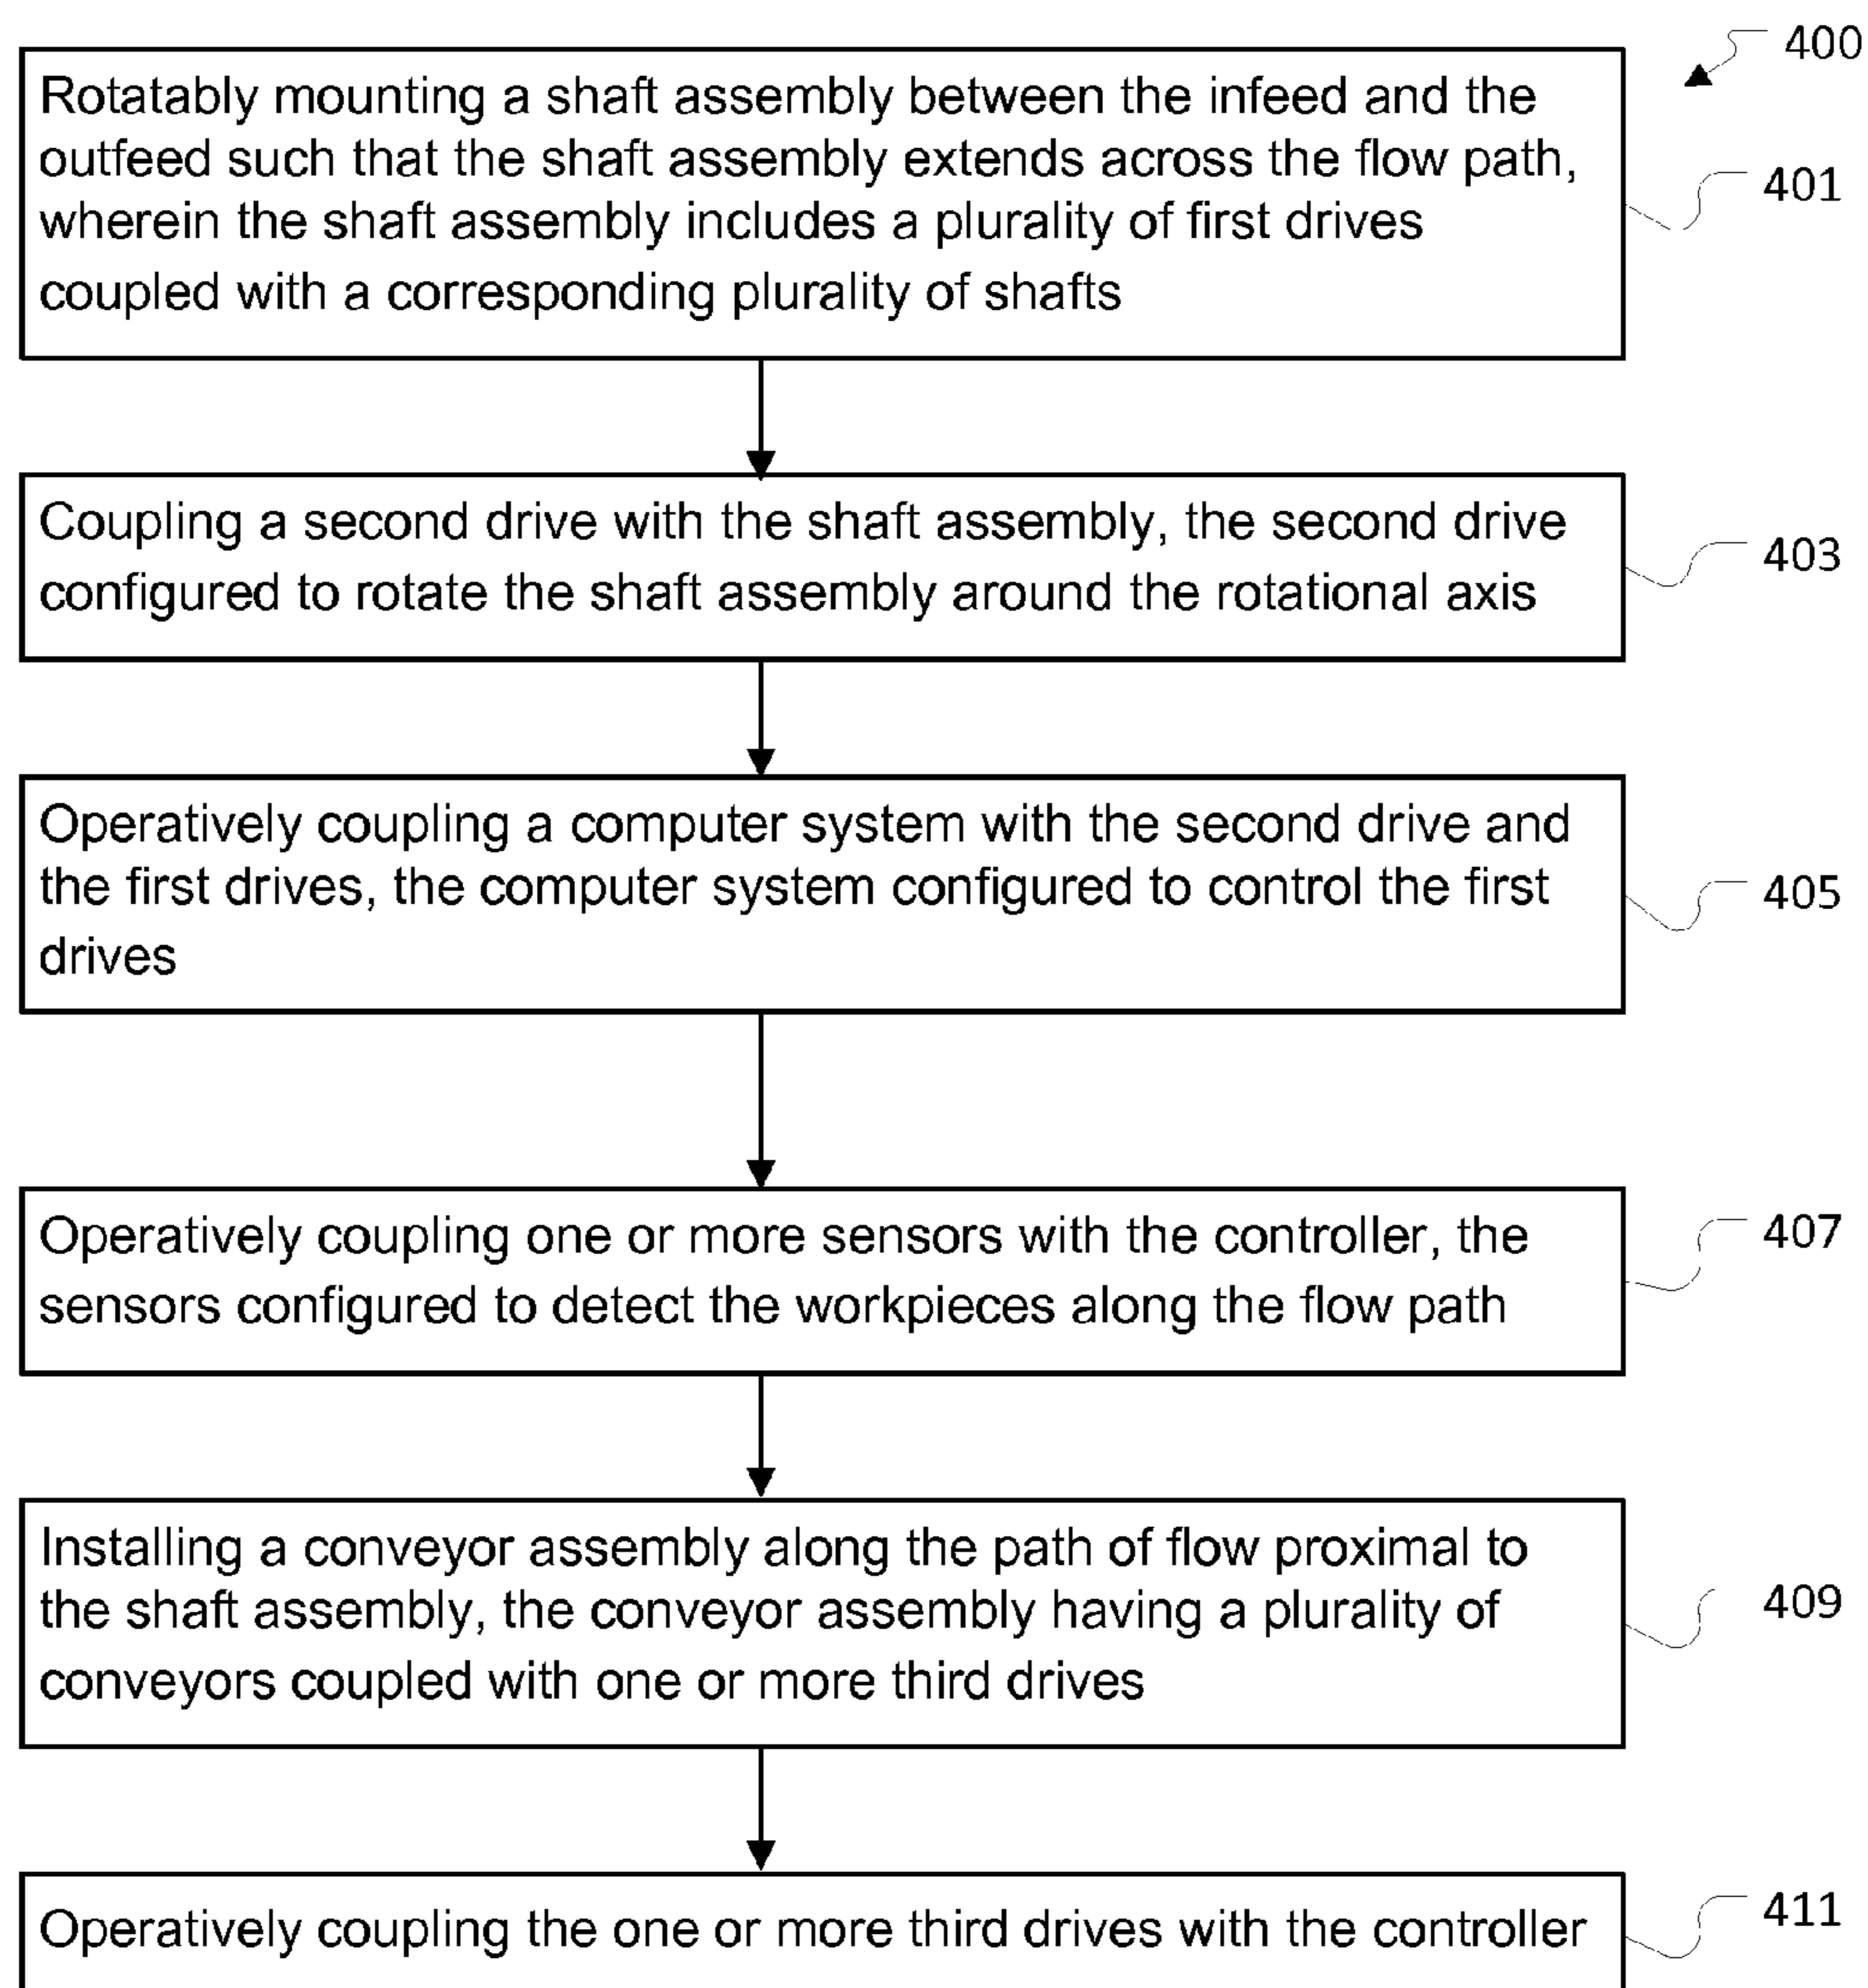 400
Rotatably mounting a shaft assembly between the infeed and the
outfeed such that the shaft assembly extends across the flow path,
wherein the shaft assembly includes a plurality of first drives
coupled with a corresponding plurality of shafts
401
Coupling a second drive with the shaft assembly, the second drive
configured to rotate the shaft assembly around the rotational axis
403
Operatively coupling a computer system with the second drive and
the first drives, the computer system configured to control the first
drives
405
Operatively coupling one or more sensors with the controller, the
sensors configured to detect the workpieces along the flow path
407
Installing a conveyor assembly along the path of flow proximal to
the shaft assembly, the conveyor assembly having a plurality of
conveyors coupled with one or more third drives
409
Operatively coupling the one or more third drives with the controller
411